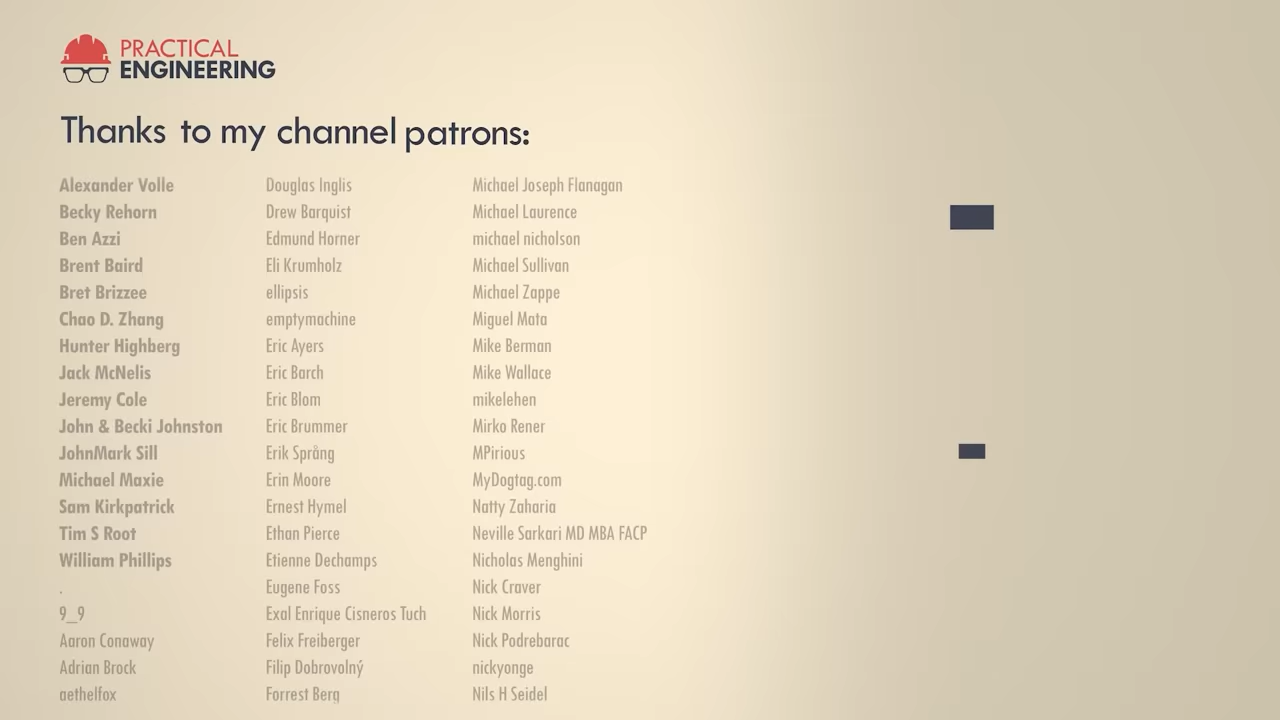 PRACTICAL
ENGINEERING
Thanks to my channel patrons:
Alexander Volle
Becky Rehorn
Ben Azzi
Brent Baird
Bret Brizzee
Chao D. Zhang
Hunter Highberg
Jack McNelis
Jeremy Cole
John & Becki Johnston
JohnMark Sill
Michael Maxie
Sam Kirkpatrick
Tim S Root
William Phillips
.
9_9
Aaron Conaway
Adrian Brock
aethelfox
Douglas Inglis
Drew Barquist
Edmund Horner
Eli Krumholz
ellipsis
emptymachine
Eric Ayers
Eric Barch
Eric Blom
Eric Brummer
Erik Språng
Erin Moore
Ernest Hymel
Ethan Pierce
Etienne Dechamps
Eugene Foss
Exal Enrique Cisneros Tuch
Felix Freiberger
Filip Dobrovolný
Forrest Berg
Michael Joseph Flanagan
Michael Laurence
michael nicholson
Michael Sullivan
Michael Zappe
Miguel Mata
Mike Berman
Mike Wallace
mikelehen
Mirko Rener
MPirious
MyDogtag.com
Natty Zaharia
Neville Sarkari MD MBA FACP
Nicholas Menghini
Nick Craver
Nick Morris
Nick Podrebarac
nickyonge
Nils H Seidel